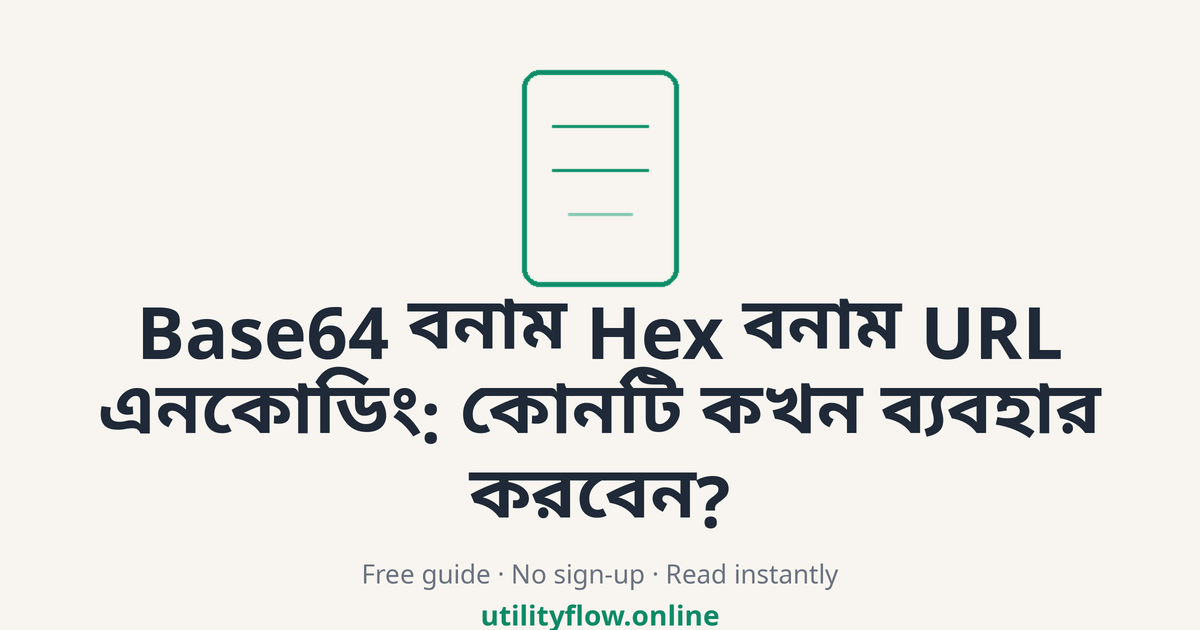 Base64 বনাম Hex বনাম URL
এনকোডিং: কোনটি কখন ব্যবহার
করবেন?
Free guide · No sign-up · Read instantly
utilityflow.online